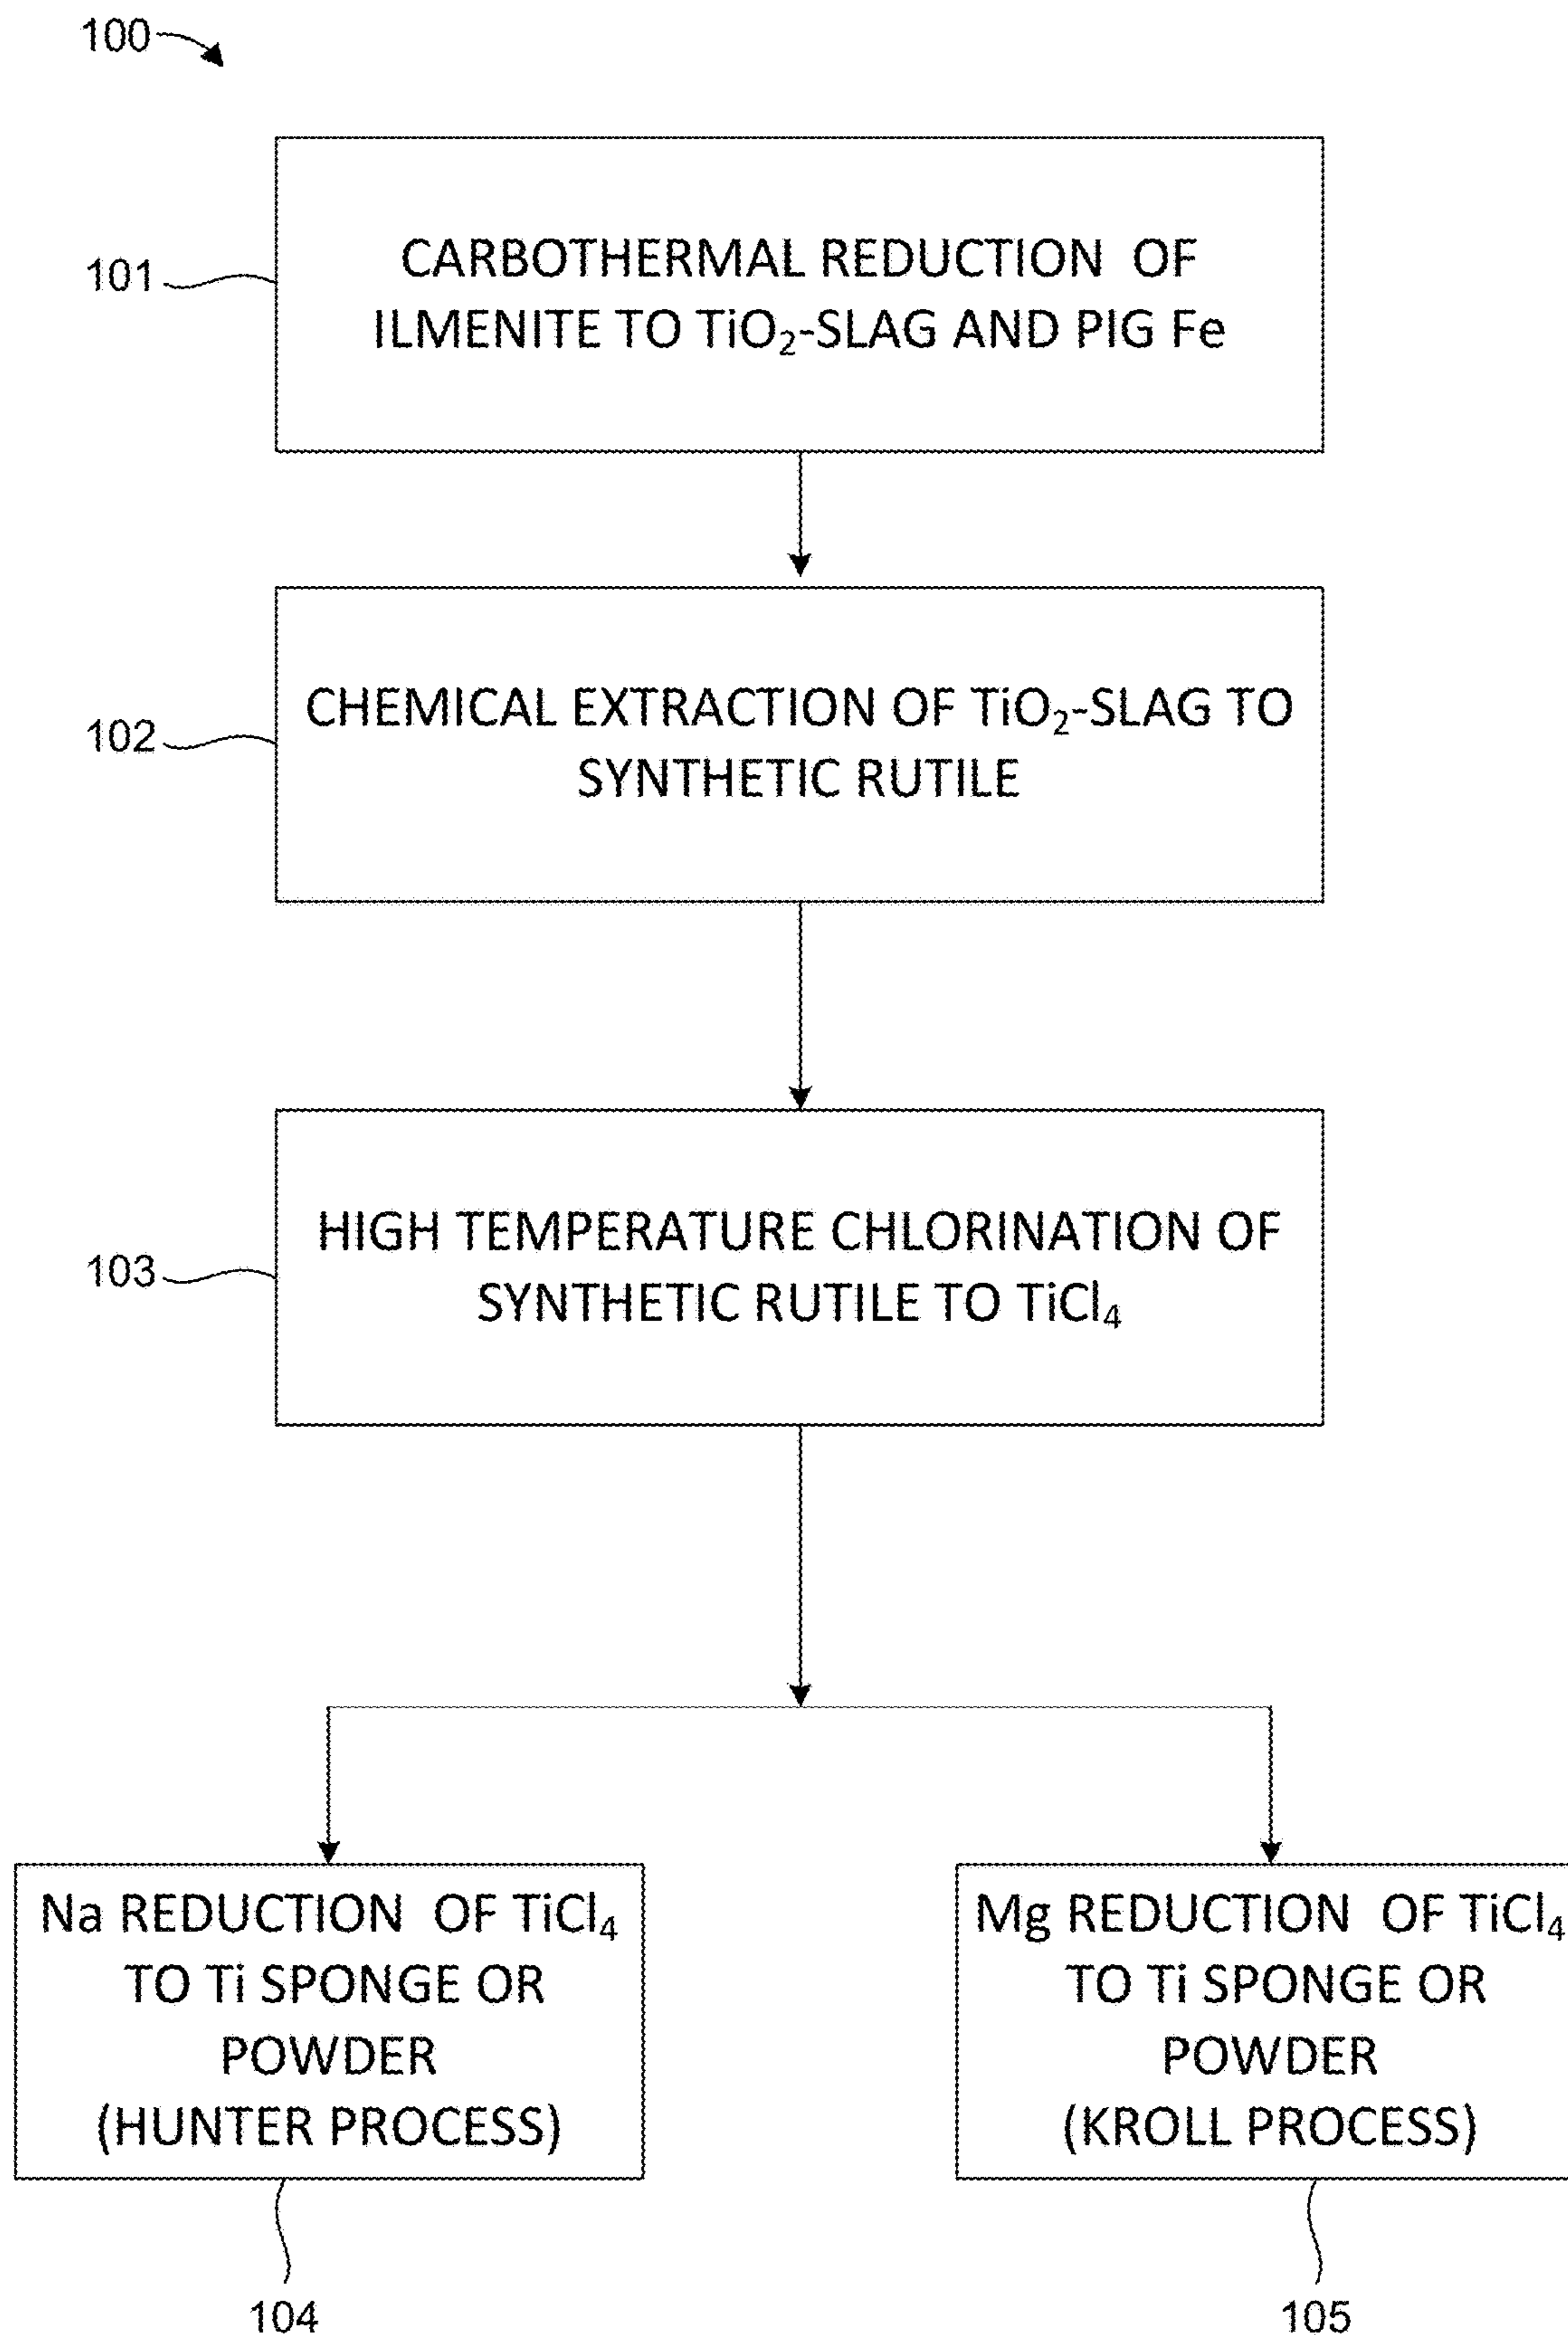 100
101
CARBOTHERMAL REDUCTION OF
ILMENITE TO TiO₂-SLAG AND PIG Fe
102
CHEMICAL EXTRACTION OF TiO₂-SLAG TO
SYNTHETIC RUTILE
103
HIGH TEMPERATURE CHLORINATION OF
SYNTHETIC RUTILE TO TiCl₄
Na REDUCTION OF TiCl₄
TO Ti SPONGE OR
POWDER
(HUNTER PROCESS)
104
Mg REDUCTION OF TiCl₄
TO Ti SPONGE OR
POWDER
(KROLL PROCESS)
105